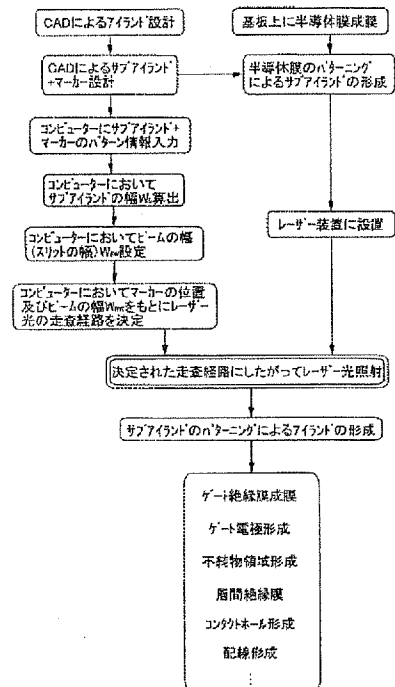 CADによるアイランド設計
基板上に半導体膜成膜
CADによるサブアイランド
+マーカー設計
半導体膜のパターニング
によるサブアイランドの形成
コンピューターにサブアイランド+
マーカーのパターン情報入力
コンピューターにおいて
サブアイランドの幅Ws算出
レーザー装置に設置
コンピューターにおいてビームの幅
(スリットの幅)設定
コンピューターにおいてマーカーの位置
及びビームの幅をもとにレーザー
光の走査経路を決定
決定された走査経路にしたがってレーザー光照射
サブアイランドのパターニングによるアイランドの形成
ゲート絶縁膜成膜
ゲート電極形成
不純物領域形成
層間絶縁膜
コンタクトホール形成
配線形成
⋮